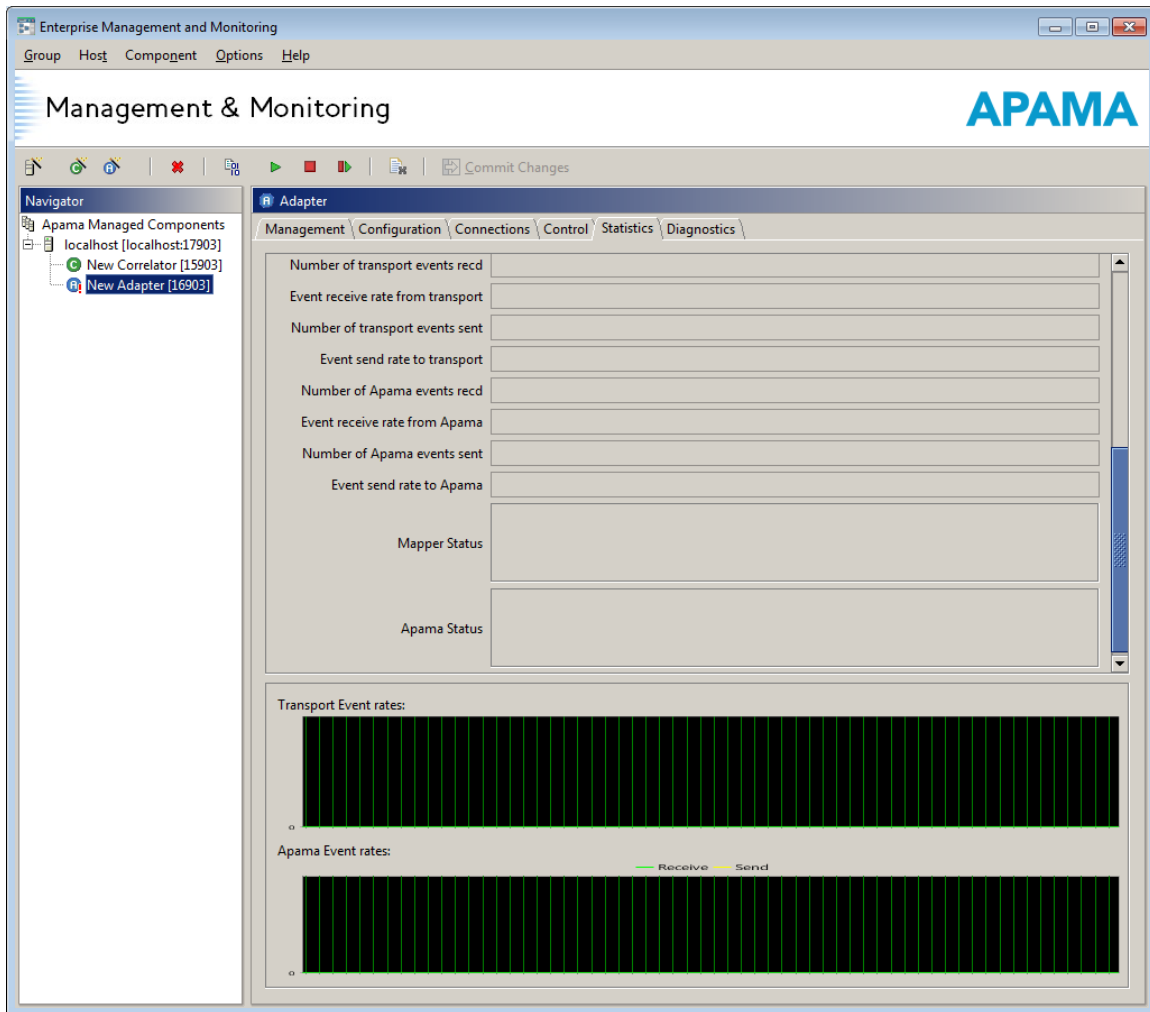 Enterprise Management and Monitoring
Group Host Component Options Help
Management & Monitoring
APAMA
Commit Changes
Navigator
Apama Managed Components
localhost [localhost:17903]
New Correlator [15903]
New Adapter [16903]
Adapter
Management Configuration Connections Control Statistics Diagnostics
Number of transport events recd
Event receive rate from transport
Number of transport events sent
Event send rate to transport
Number of Apama events recd
Event receive rate from Apama
Number of Apama events sent
Event send rate to Apama
Mapper Status
Apama Status
Transport Event rates:
0
Apama Event rates:
Receive Send
0